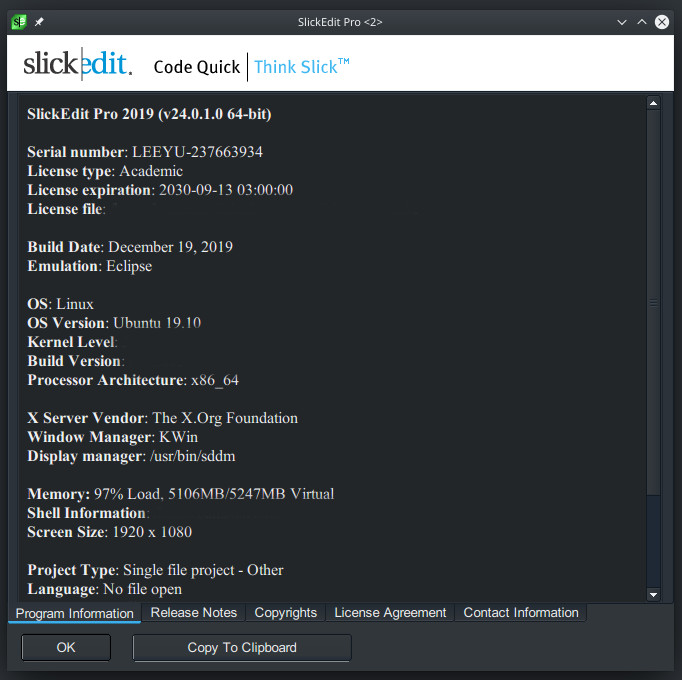 SlickEdit Pro <2>
slickedit. Code Quick Think Slick™
SlickEdit Pro 2019 (v24.0.1.0 64-bit)
Serial number: LEEYU-237663934
License type: Academic
License expiration: 2030-09-13 03:00:00
License file:
Build Date: December 19, 2019
Emulation: Eclipse
OS: Linux
OS Version: Ubuntu 19.10
Kernel Level:
Build Version:
Processor Architecture: x86_64
X Server Vendor: The X.Org Foundation
Window Manager: KWin
Display manager: /usr/bin/sddm
Memory: 97% Load, 5106MB/5247MB Virtual
Shell Information:
Screen Size: 1920 x 1080
Project Type: Single file project - Other
Language: No file open
Program Information Release Notes Copyrights License Agreement Contact Information
OK Copy To Clipboard